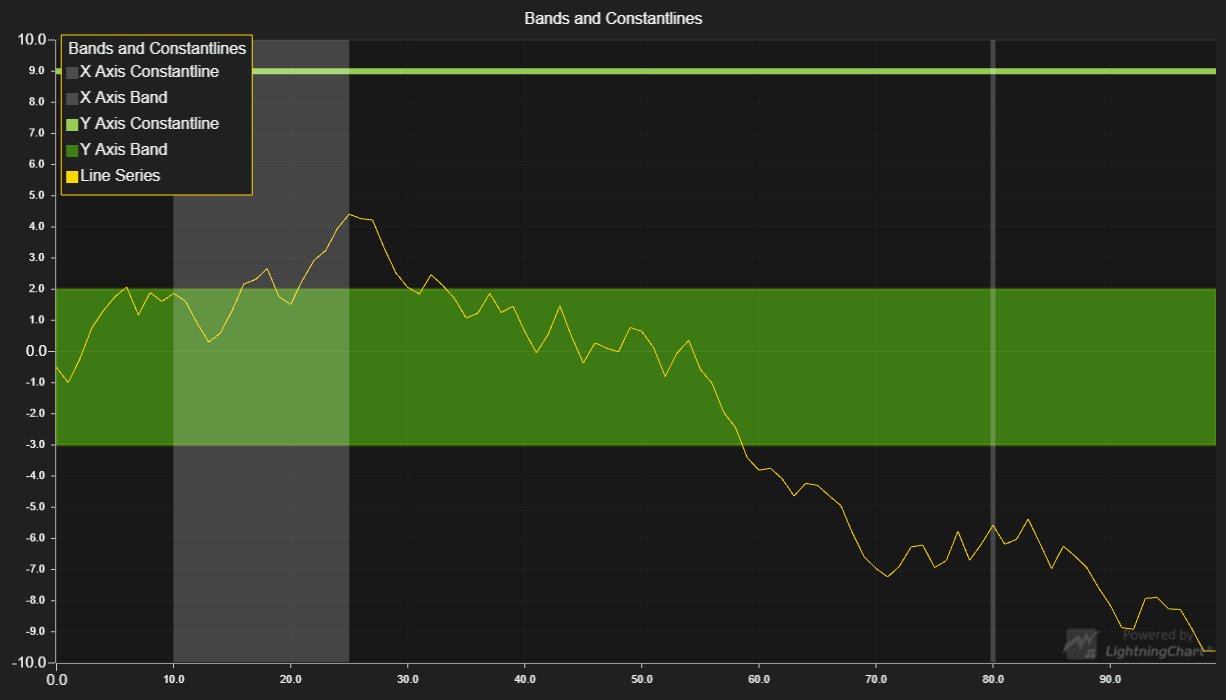 Bands and Constantlines
Bands and Constantlines
X Axis Constantline
X Axis Band
Y Axis Constantline
Y Axis Band
Line Series
10.0
9.0
8.0
7.0
6.0
5.0
4.0
3.0
2.0
1.0
0.0
-1.0
-2.0
-3.0
-4.0
-5.0
-6.0
-7.0
-8.0
-9.0
-10.0
0.0 10.0 20.0 30.0 40.0 50.0 60.0 70.0 80.0 90.0
Powered by
JS LightningChart®